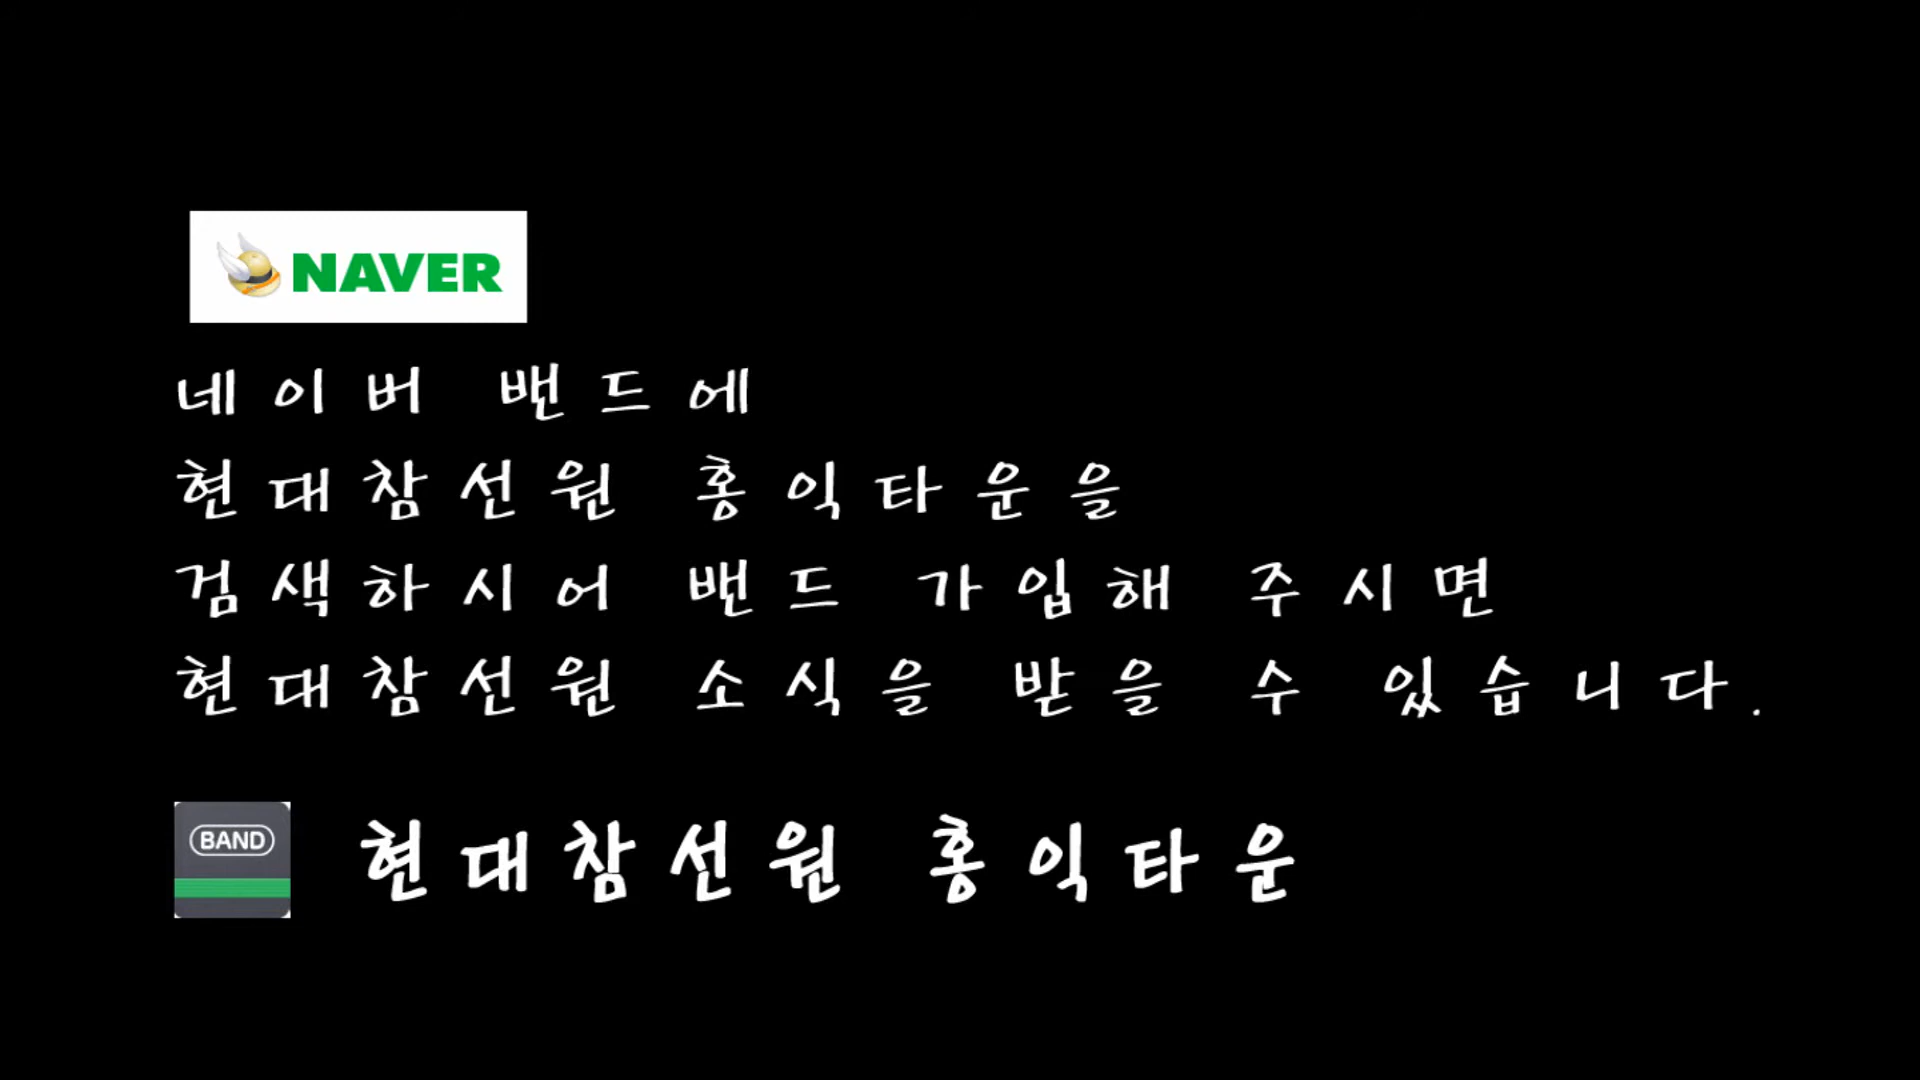 NAVER
네이버 밴드에
현대참선원 홍익타운을
검색하시어 밴드 가입해 주시면
현대참선원 소식을 받을 수 있습니다.
BAND 현대참선원 홍익타운